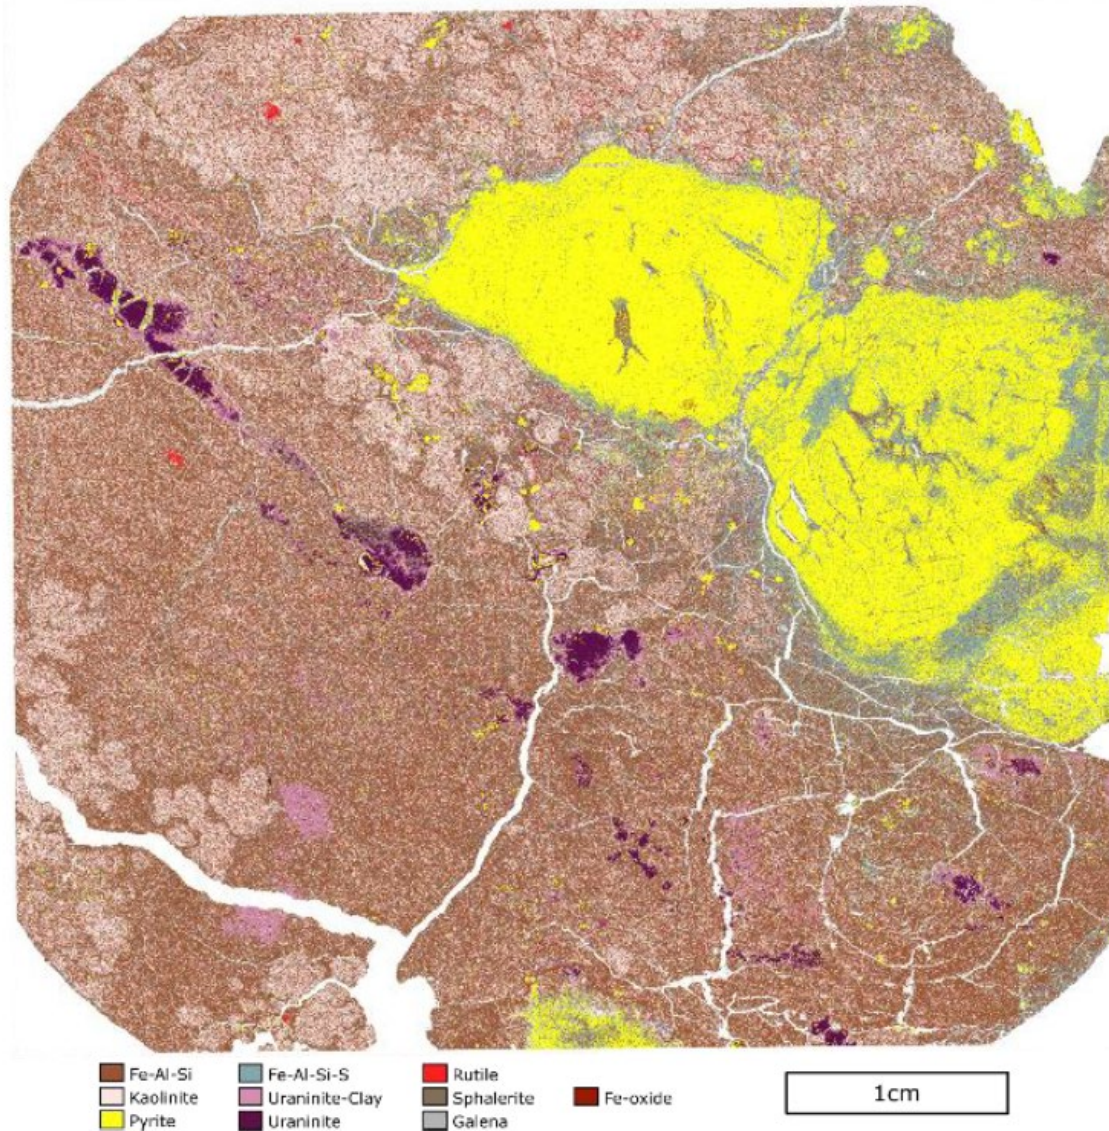 Fe-Al-Si Fe-Al-Si-S Rutile
Kaolinite Uraninite-Clay Sphalerite Fe-oxide
Pyrite Uraninite Galena
1cm